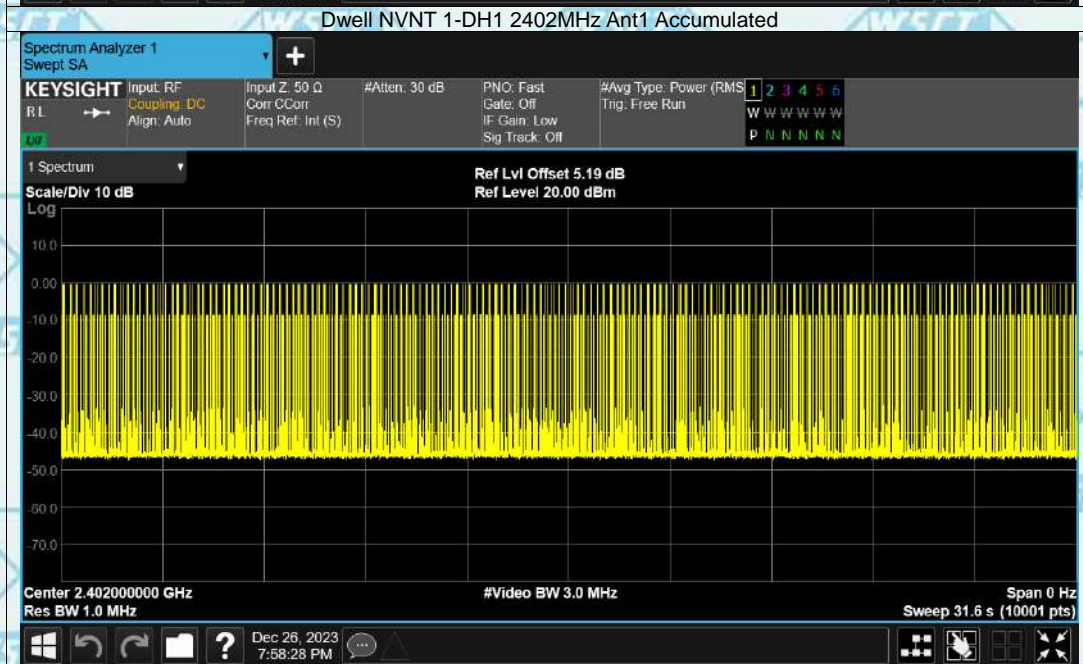 Dwell NVNT 1-DH1 2402MHz Ant1 Accumulated
Spectrum Analyzer 1
Swept SA
+
KEYSIGHT Input: RF Input Z: 50 Ω #Atten: 30 dB PNO: Fast #Avg Type: Power (RMS 1 2 3 4 5 6
RL Coupling: DC Corr CCorr Gate: Off Trig: Free Run W W W W W W
Align: Auto Freq Ref: Int (S) IF Gain: Low
Sig Track: Off P N N N N N
LXI
1 Spectrum
Ref Lvl Offset 5.19 dB
Scale/Div 10 dB Ref Level 20.00 dBm
Log
10.0
0.00
-10.0
-20.0
-30.0
-40.0
-50.0
-60.0
-70.0
Center 2.402000000 GHz #Video BW 3.0 MHz Span 0 Hz
Res BW 1.0 MHz Sweep 31.6 s (10001 pts)
? Dec 26, 2023
7:58:28 PM